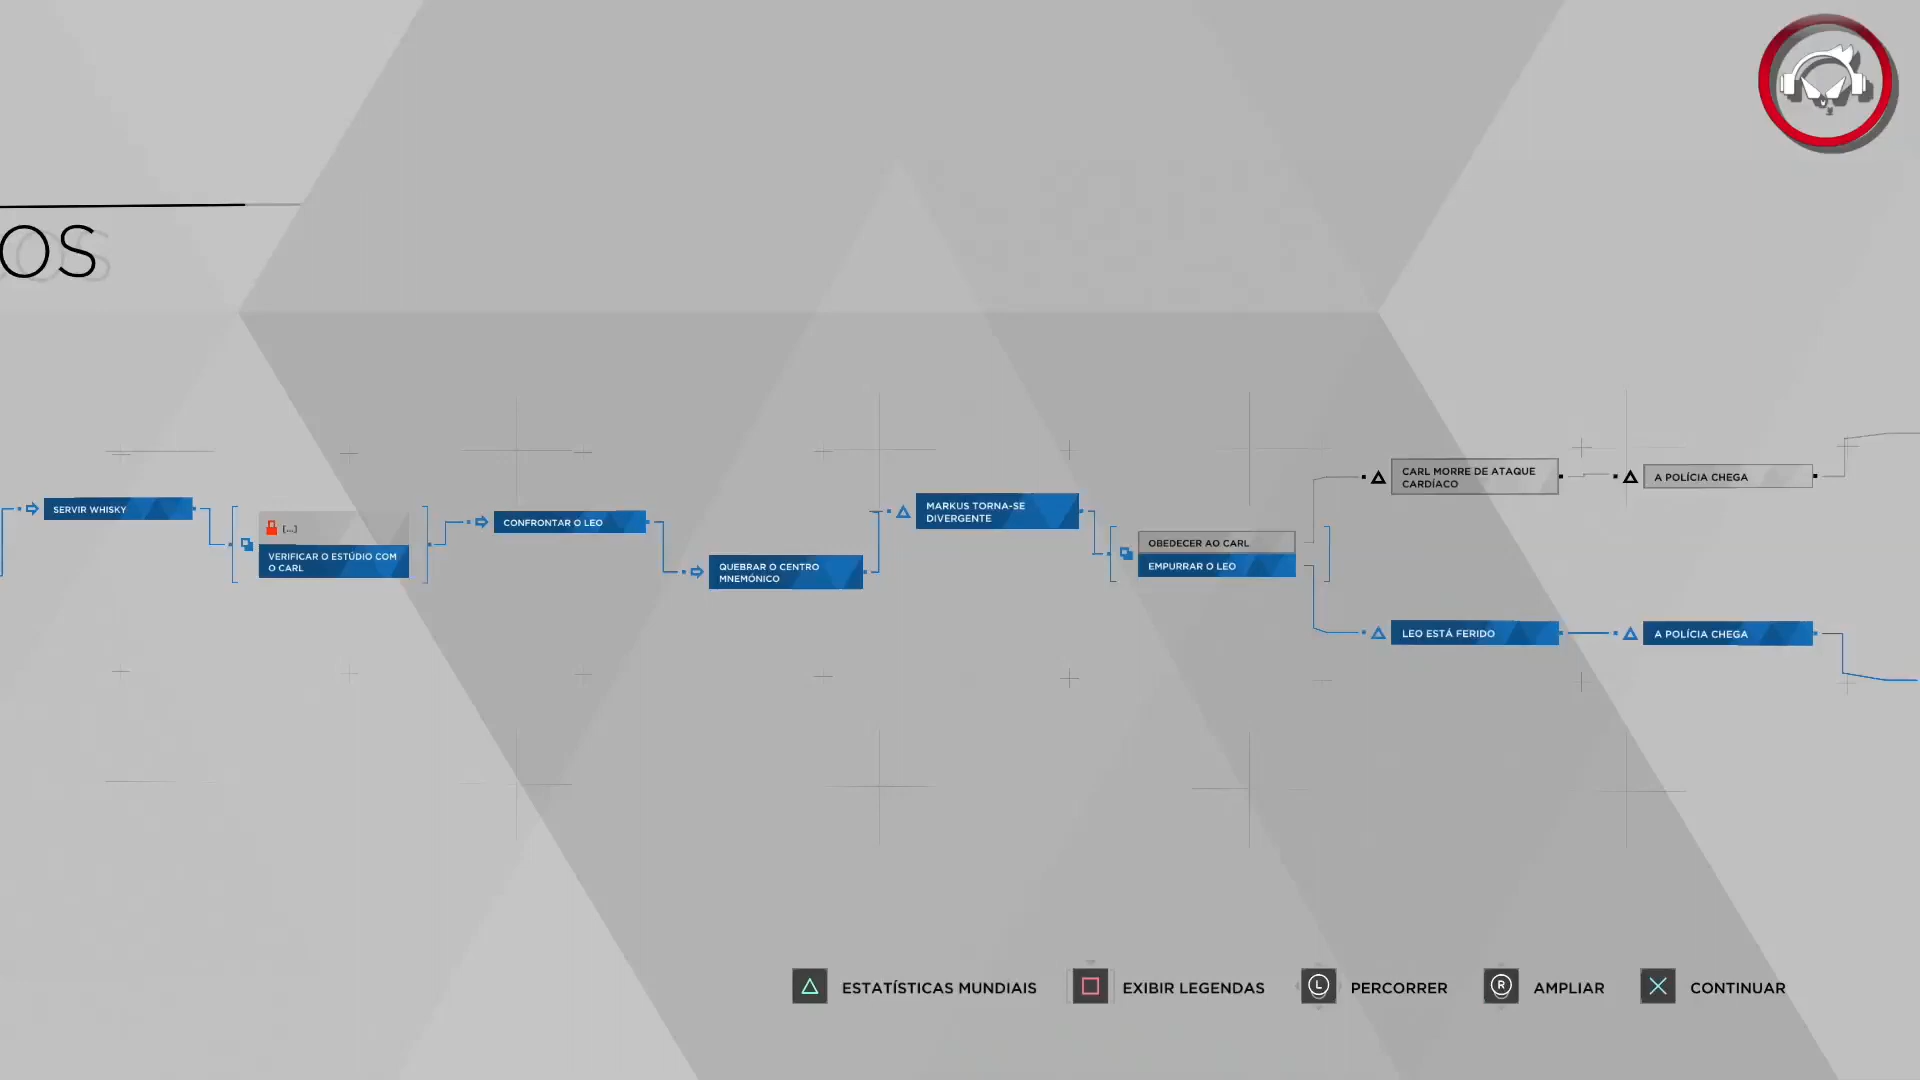 OS
SERVIR WHISKY
[...]
VERIFICAR O ESTÚDIO COM
O CARL
CONFRONTAR O LEO
QUEBRAR O CENTRO
MNEMÓNICO
MARKUS TORNA-SE
DIVERGENTE
OBEDECER AO CARL
EMPURRAR O LEO
CARL MORRE DE ATAQUE
CARDÍACO
A POLÍCIA CHEGA
LEO ESTÁ FERIDO
A POLÍCIA CHEGA
ESTATÍSTICAS MUNDIAIS
EXIBIR LEGENDAS
L PERCORRER
R AMPLIAR
CONTINUAR